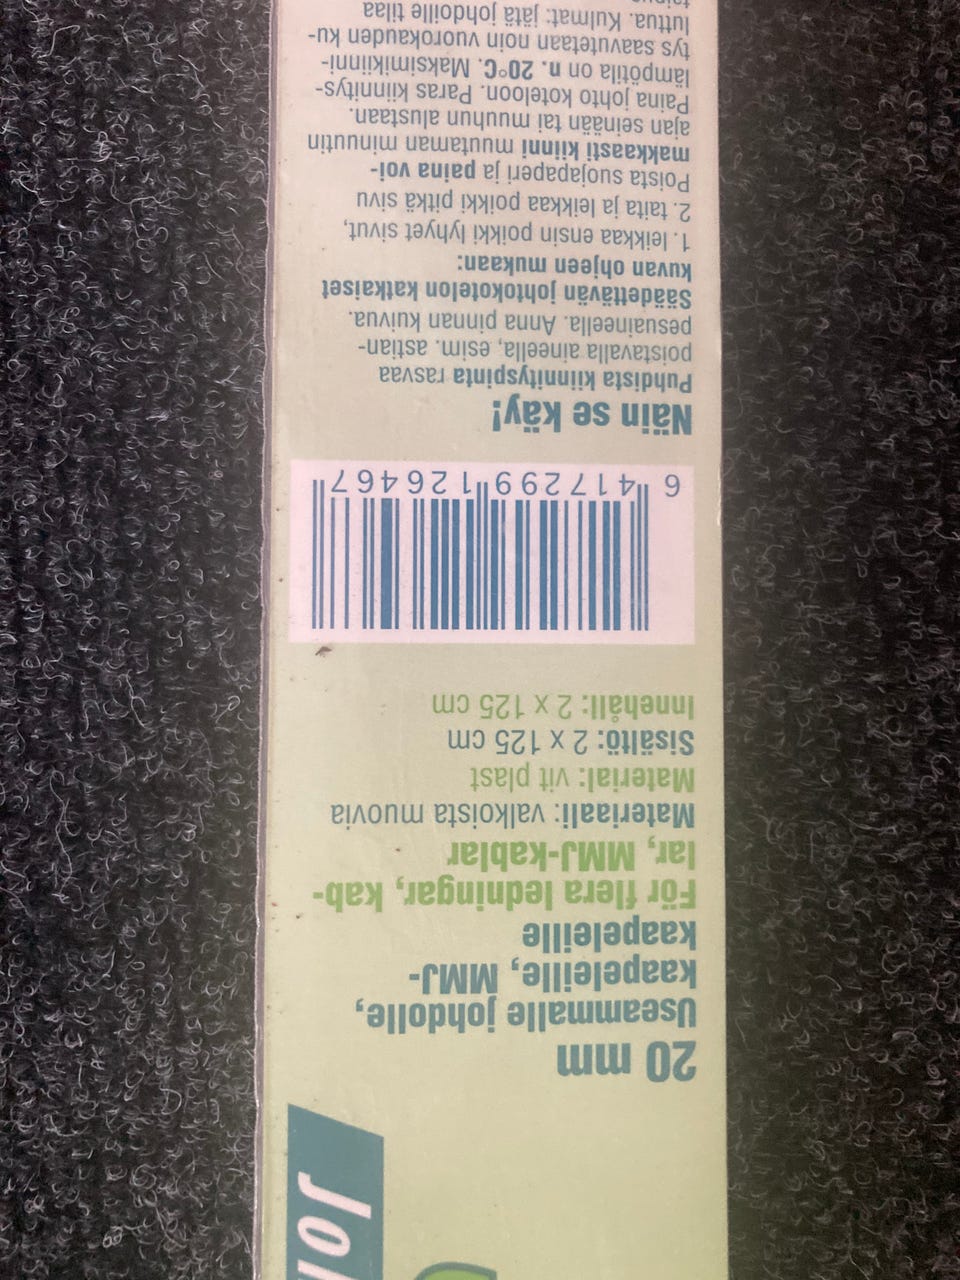 20 mm
Useammalle johdolle,
kaapeleille, MMJ-
kaapeleille
För flera ledningar, kab-
lar, MMJ-kablar
Materiaali: valkoista muovia
Material: vit plast
Sisältö: 2 x 125 cm
Innehåll: 2 x 125 cm
6 417299 126467
Näin se käy!
Puhdista kiinnityspinta rasvaa
poistavalla aineella, esim. astian-
pesuaineella. Anna pinnan kuivua.
Säädettävän johtokotelon katkaiset
kuvan ohjeen mukaan:
1. leikkaa ensin poikki lyhyet sivut,
2. taita ja leikkaa poikki pitkä sivu
Poista suojapaperi ja paina voi-
makkaasti kiinni muutaman minuutin
ajan seinään tai muuhun alustaan.
Paina johto koteloon. Paras kiinnitys-
lämpötila on n. 20°C. Maksimikiinni-
tys saavutetaan noin vuorokauden ku-
luttua. Kulmat: jätä johdoille tilaa